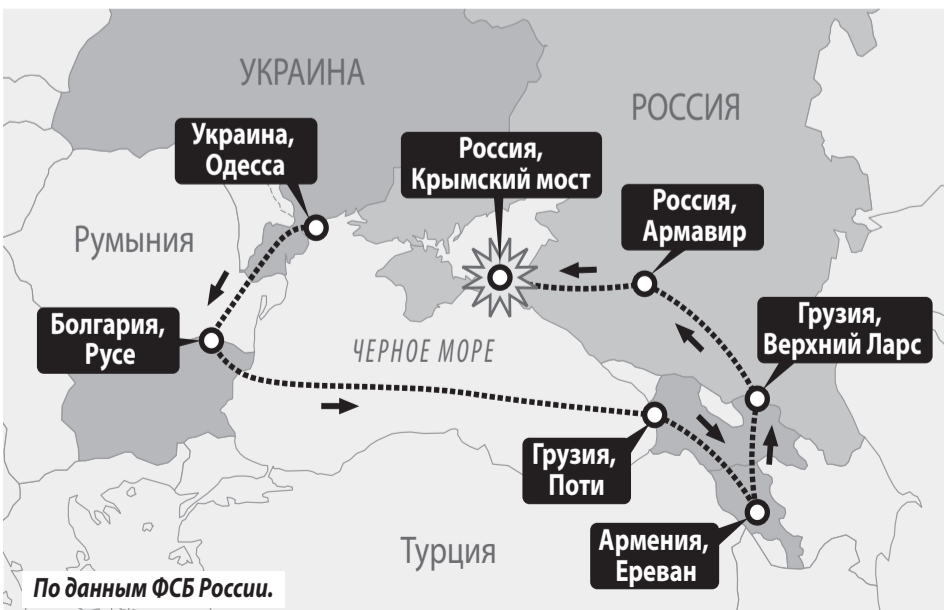 УКРАИНА
РОССИЯ
Украина,
Одесса
Россия,
Крымский мост
Россия,
Армавир
Румыния
Болгария,
Русе
ЧЕРНОЕ МОРЕ
Грузия,
Верхний Ларс
Грузия,
Поти
Армения,
Ереван
Турция
По данным ФСБ России.